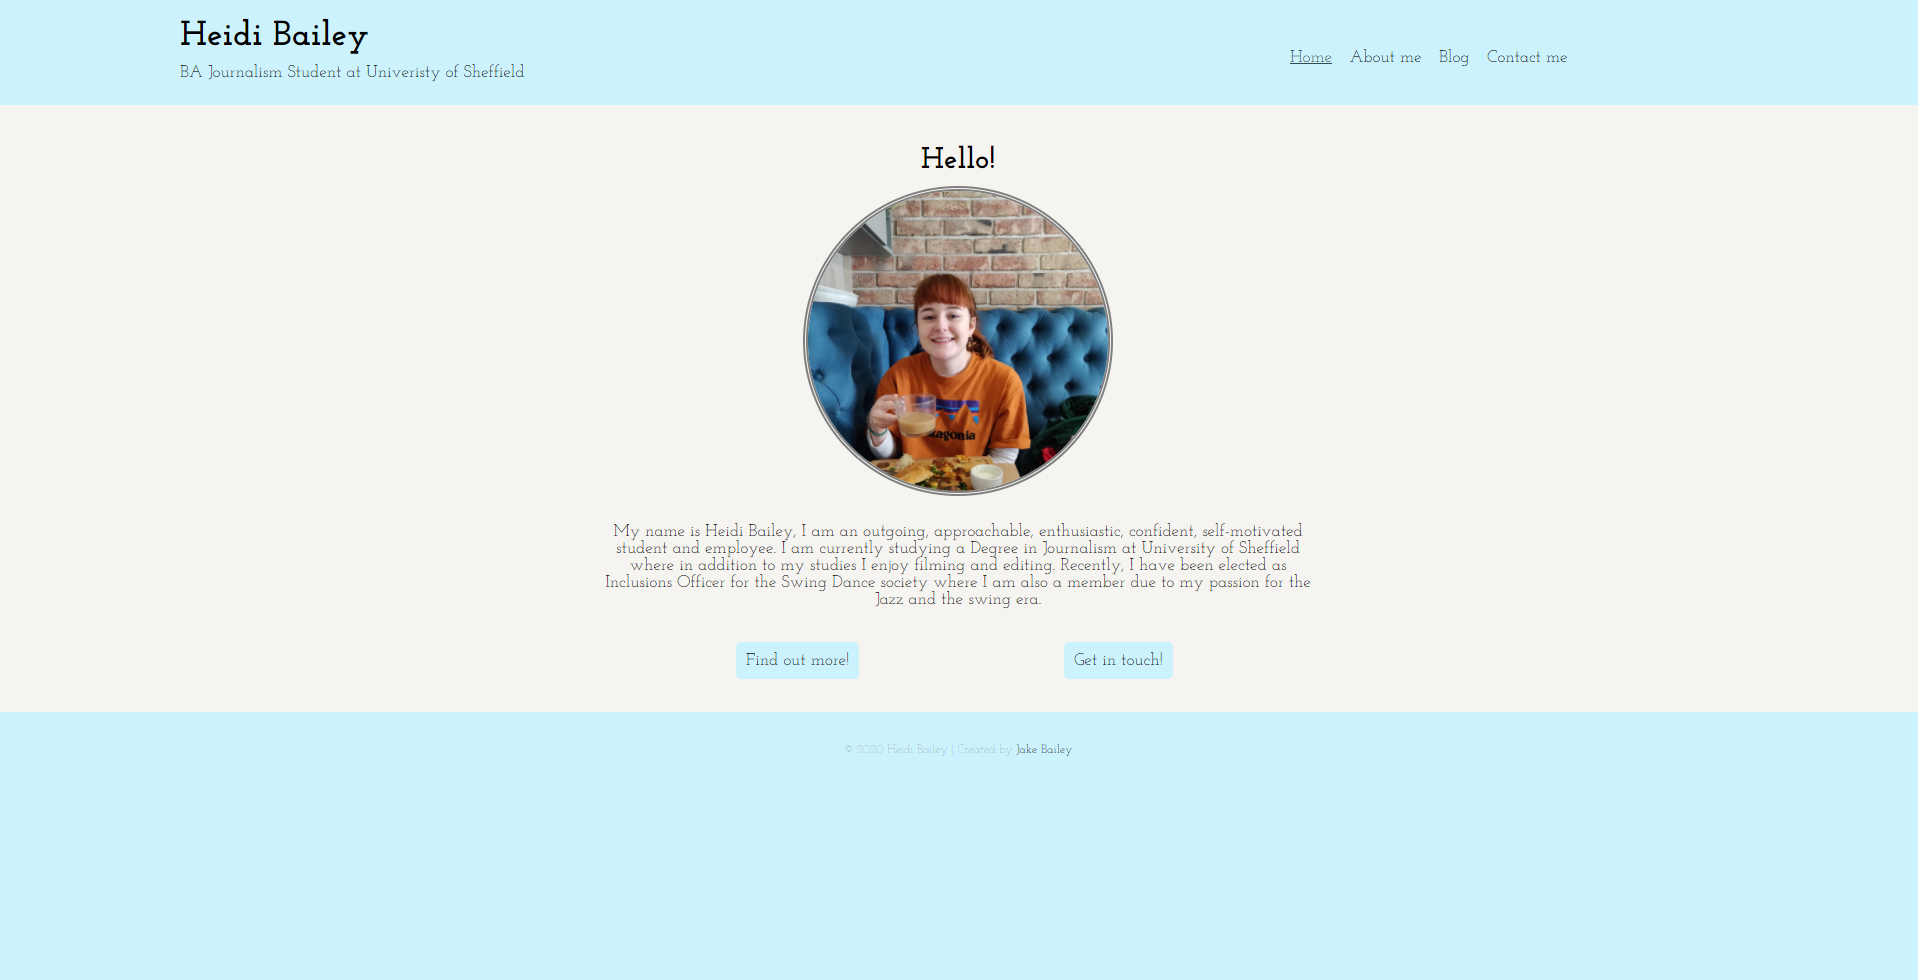 Heidi Bailey
BA Journalism Student at Univeristy of Sheffield
Home About me Blog Contact me
Hello!
tagonia
My name is Heidi Bailey, I am an outgoing, approachable, enthusiastic, confident, self-motivated
student and employee. I am currently studying a Degree in Journalism at University of Sheffield
where in addition to my studies I enjoy filming and editing. Recently, I have been elected as
Inclusions Officer for the Swing Dance society where I am also a member due to my passion for the
Jazz and the swing era.
Find out more! Get in touch!
© 2020 Heidi Bailey | Created by Jake Bailey